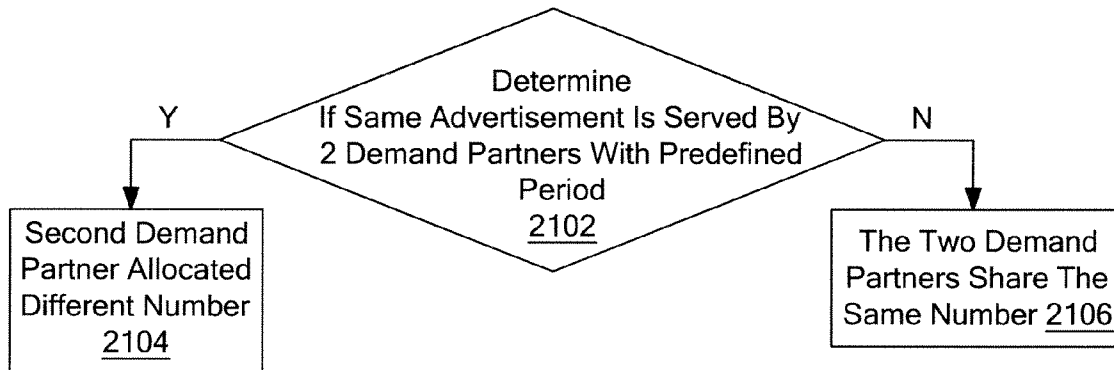 Determine
If Same Advertisement Is Served By
2 Demand Partners With Predefined
Period
2102
Y
N
Second Demand
Partner Allocated
Different Number
2104
The Two Demand
Partners Share The
Same Number 2106